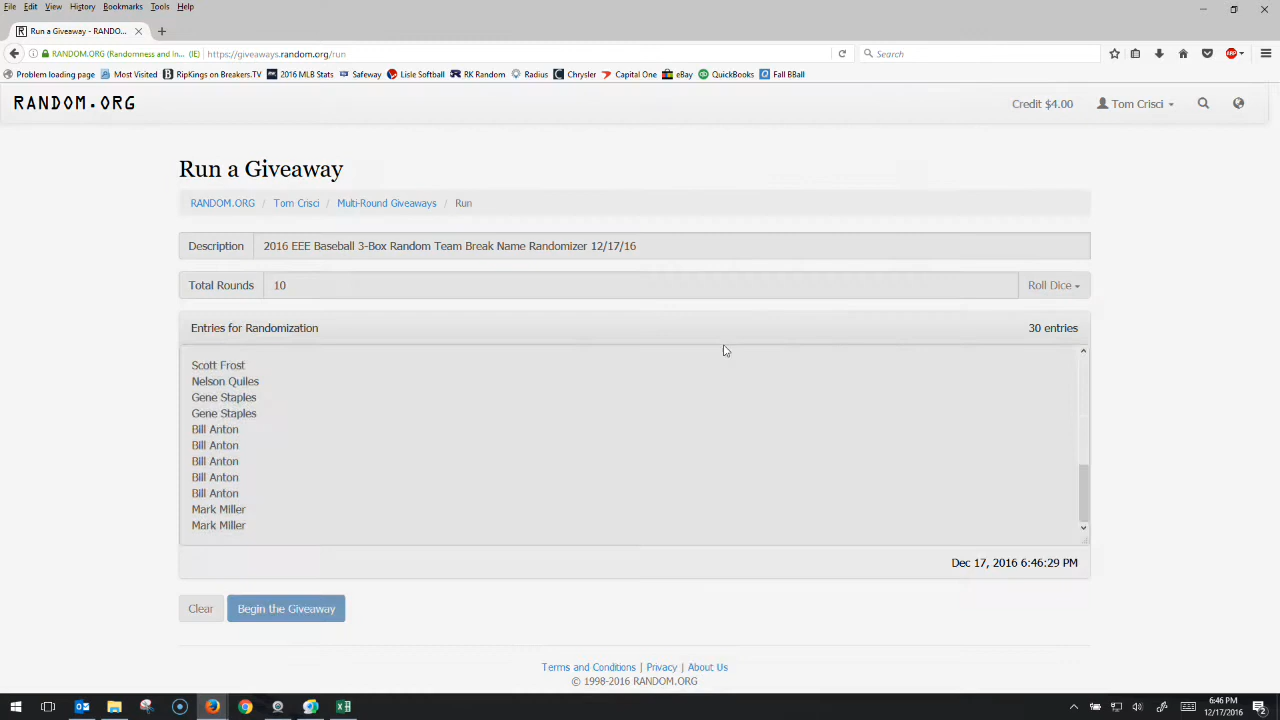 File Edit View History Bookmarks Tools Help
Run a Giveaway - RANDO...
RANDOM.ORG (Randomness and In... (IE) https://giveaways.random.org/run Search
Problem loading page Most Visited RipKings on Breakers.TV 2016 MLB Stats Safeway Lisle Softball RK Random Radius Chrysler Capital One eBay QuickBooks Fall BBall
RANDOM.ORG Credit $4.00 Tom Crisci
Run a Giveaway
RANDOM.ORG / Tom Crisci / Multi-Round Giveaways / Run
Description 2016 EEE Baseball 3-Box Random Team Break Name Randomizer 12/17/16
Total Rounds 10 Roll Dice
Entries for Randomization 30 entries
Scott Frost
Nelson Quiles
Gene Staples
Gene Staples
Bill Anton
Bill Anton
Bill Anton
Bill Anton
Bill Anton
Mark Miller
Mark Miller
Dec 17, 2016 6:46:29 PM
Clear Begin the Giveaway
Terms and Conditions | Privacy | About Us
© 1998-2016 RANDOM.ORG
6:46 PM
12/17/2016